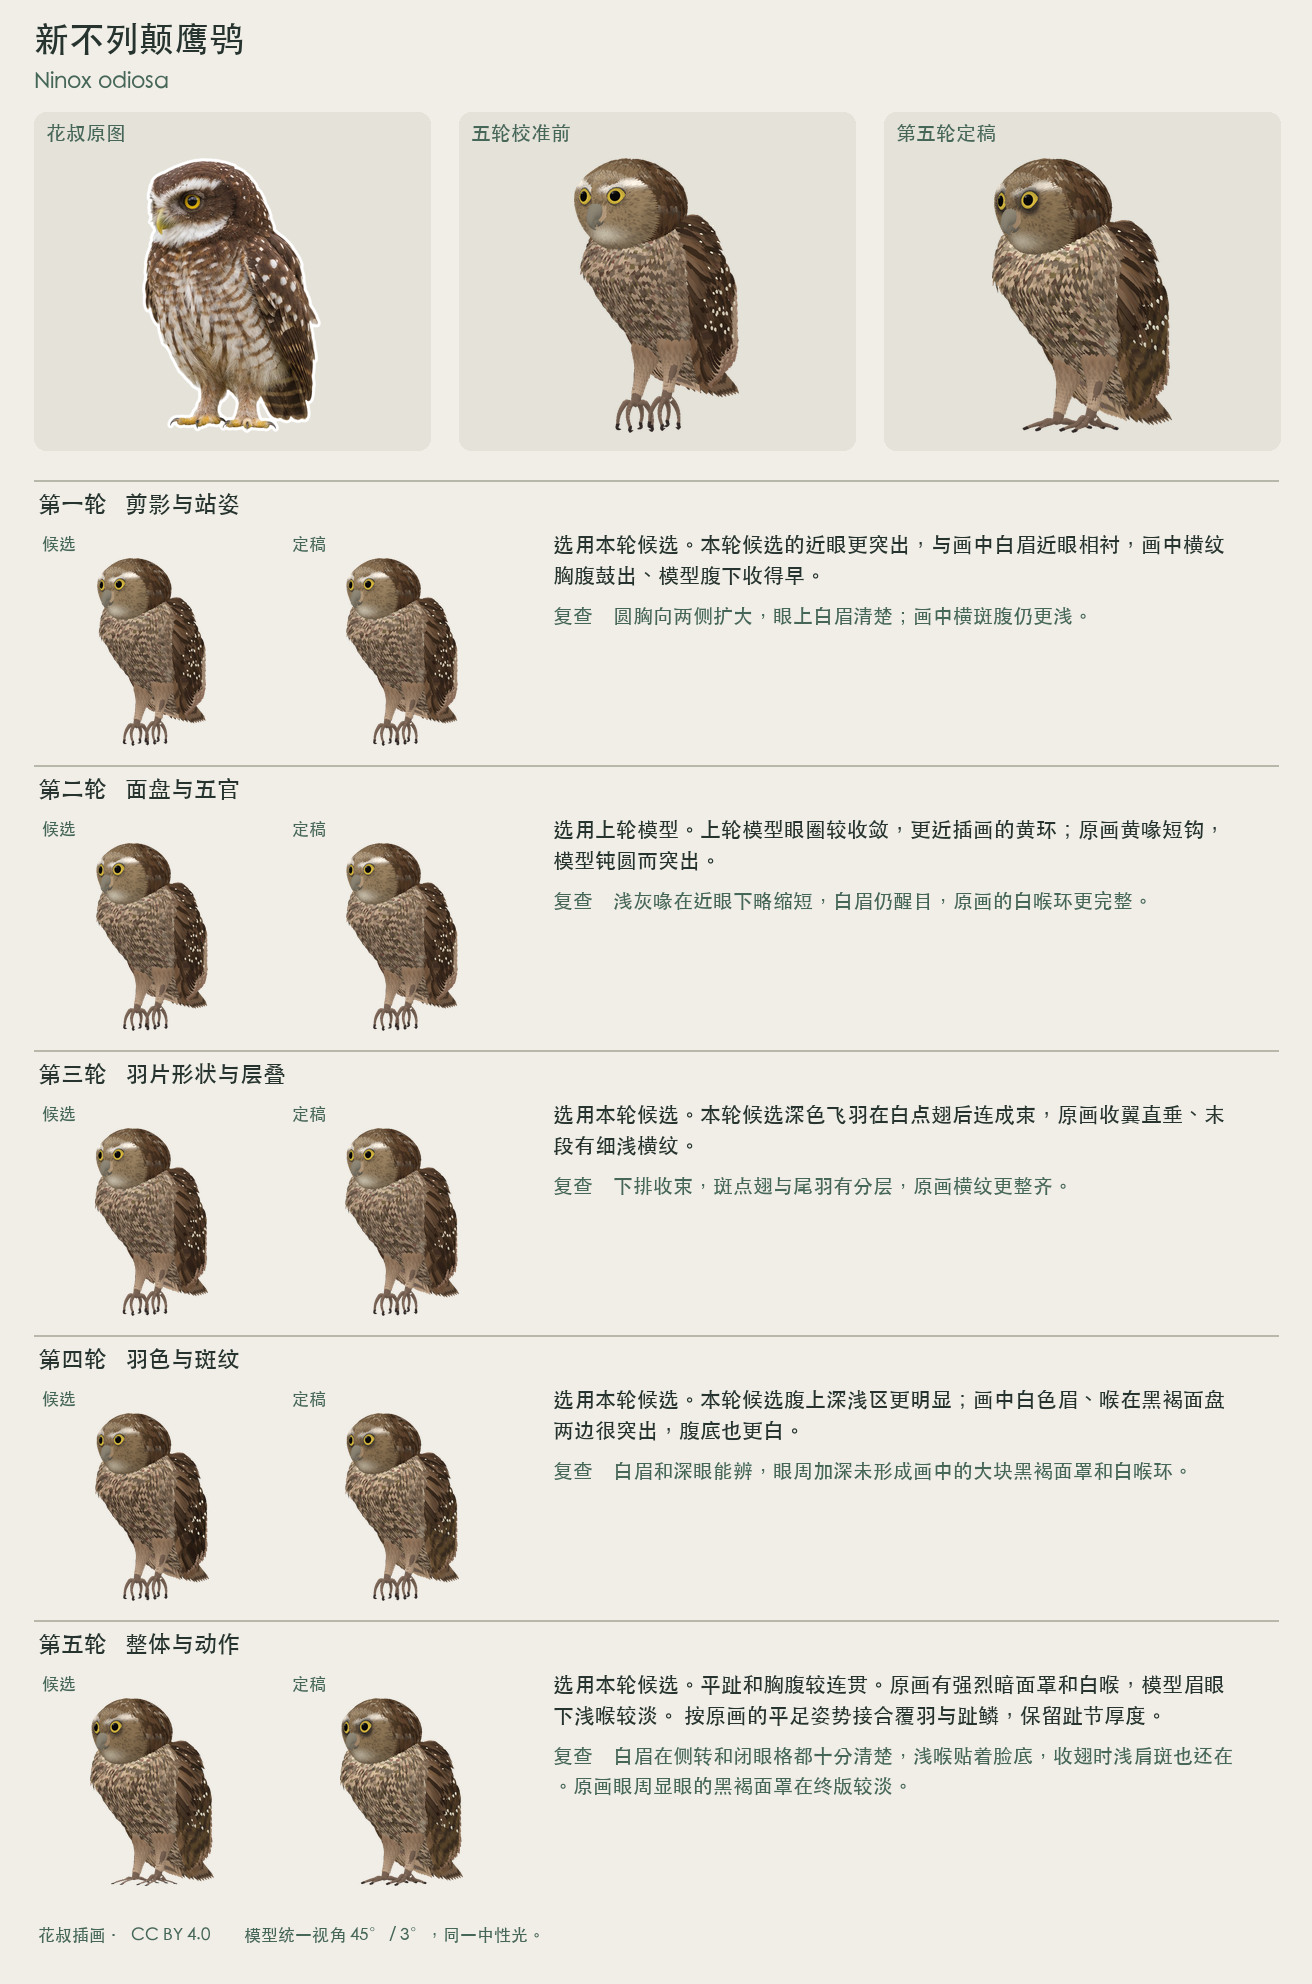 新不列颠鹰鸮
Ninox odiosa
花叔原图
五轮校准前
第五轮定稿
第一轮 剪影与站姿
候选
定稿
选用本轮候选。本轮候选的近眼更突出，与画中白眉近眼相衬，画中横纹
胸腹鼓出、模型腹下收得早。
复查 圆胸向两侧扩大，眼上白眉清楚；画中横斑腹仍更浅。
第二轮 面盘与五官
候选
定稿
选用上轮模型。上轮模型眼圈较收敛，更近插画的黄环；原画黄喙短钩，
模型钝圆而突出。
复查 浅灰喙在近眼下略缩短，白眉仍醒目，原画的白喉环更完整。
第三轮 羽片形状与层叠
候选
定稿
选用本轮候选。本轮候选深色飞羽在白点翅后连成束，原画收翼直垂、末
段有细浅横纹。
复查 下排收束，斑点翅与尾羽有分层，原画横纹更整齐。
第四轮 羽色与斑纹
候选
定稿
选用本轮候选。本轮候选腹上深浅区更明显；画中白色眉、喉在黑褐面盘
两边很突出，腹底也更白。
复查 白眉和深眼能辨，眼周加深未形成画中的大块黑褐面罩和白喉环。
第五轮 整体与动作
候选
定稿
选用本轮候选。平趾和胸腹较连贯。原画有强烈暗面罩和白喉，模型眉眼
下浅喉较淡。 按原画的平足姿势接合覆羽与趾鳞，保留趾节厚度。
复查 白眉在侧转和闭眼格都十分清楚，浅喉贴着脸底，收翅时浅肩斑也还在
。原画眼周显眼的黑褐面罩在终版较淡。
花叔插画 · CC BY 4.0 模型统一视角 45° / 3° ，同一中性光。